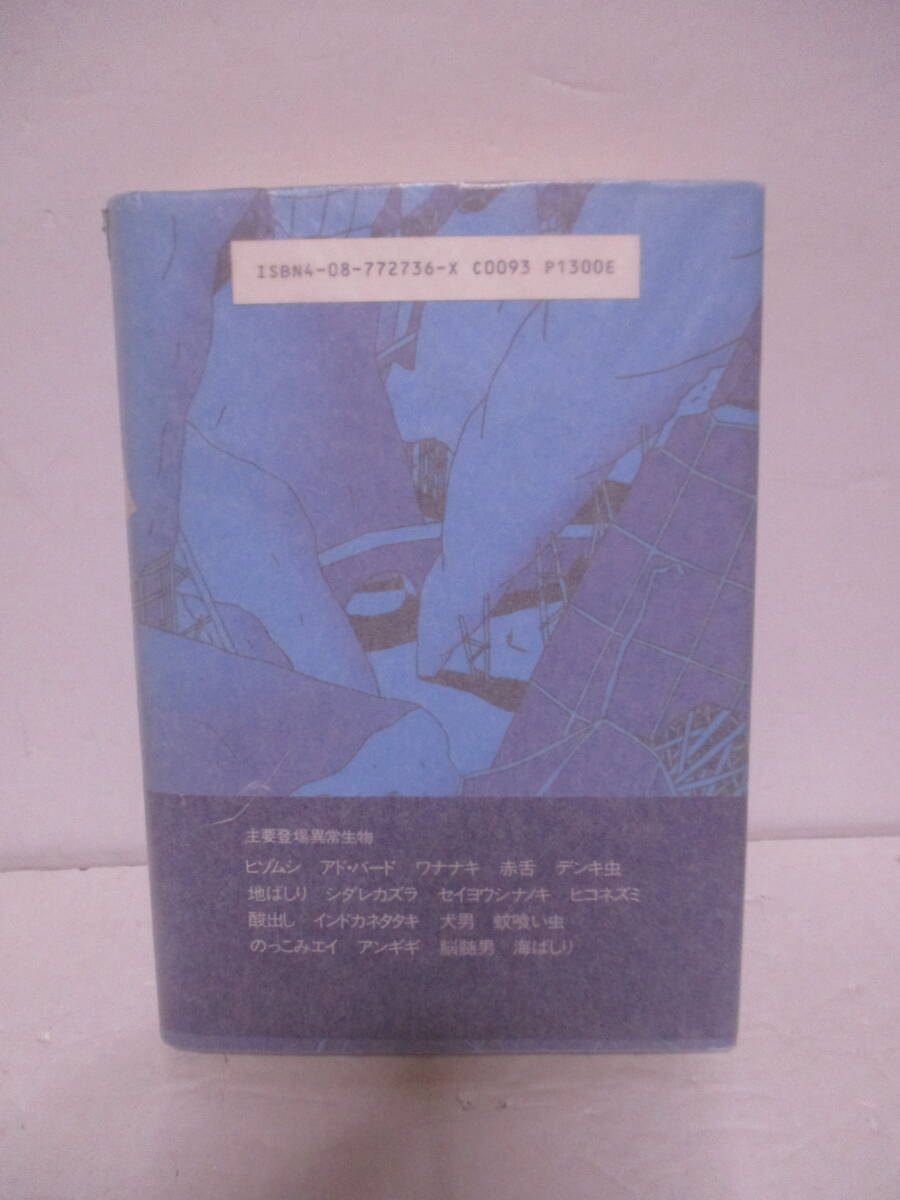 ISBN4-08-772736-X C0093 P1300E
主要登場異常生物
ヒゾムシ アド・バード ワナナキ 赤舌 デンキ虫
地ばしり シダレカズラ セイヨウシナノキ ヒコネズミ
酸出し インドカネタタキ 犬男 蚊喰い虫
のっこみエイ アンギギ 脳髄男 海ばしり